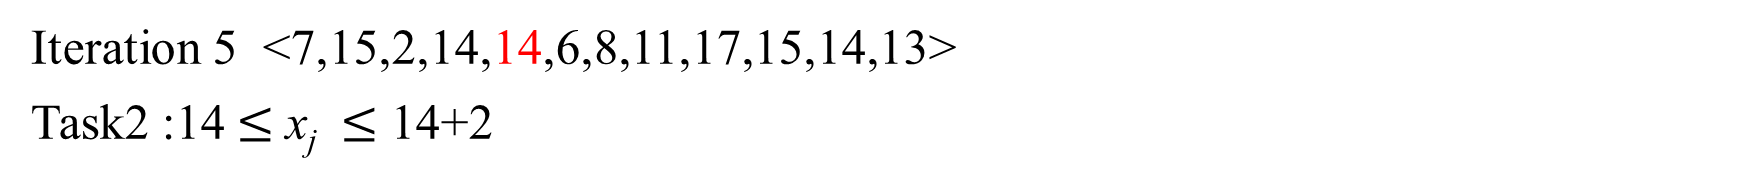 Iteration 5 <7,15,2,14,14,6,8,11,17,15,14,13>
Task2 :14 ≤ xⱼ ≤ 14+2